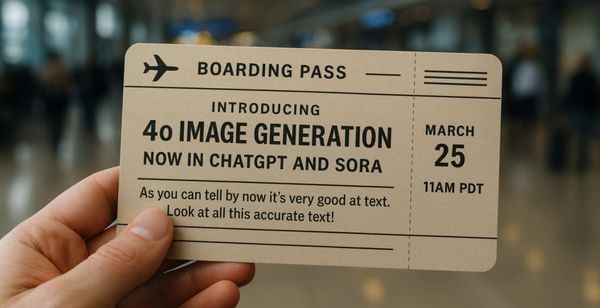 BOARDING PASS
INTRODUCING
4o IMAGE GENERATION
NOW IN CHATGPT AND SORA
As you can tell by now it's very good at text.
Look at all this accurate text!
MARCH
25
11AM PDT